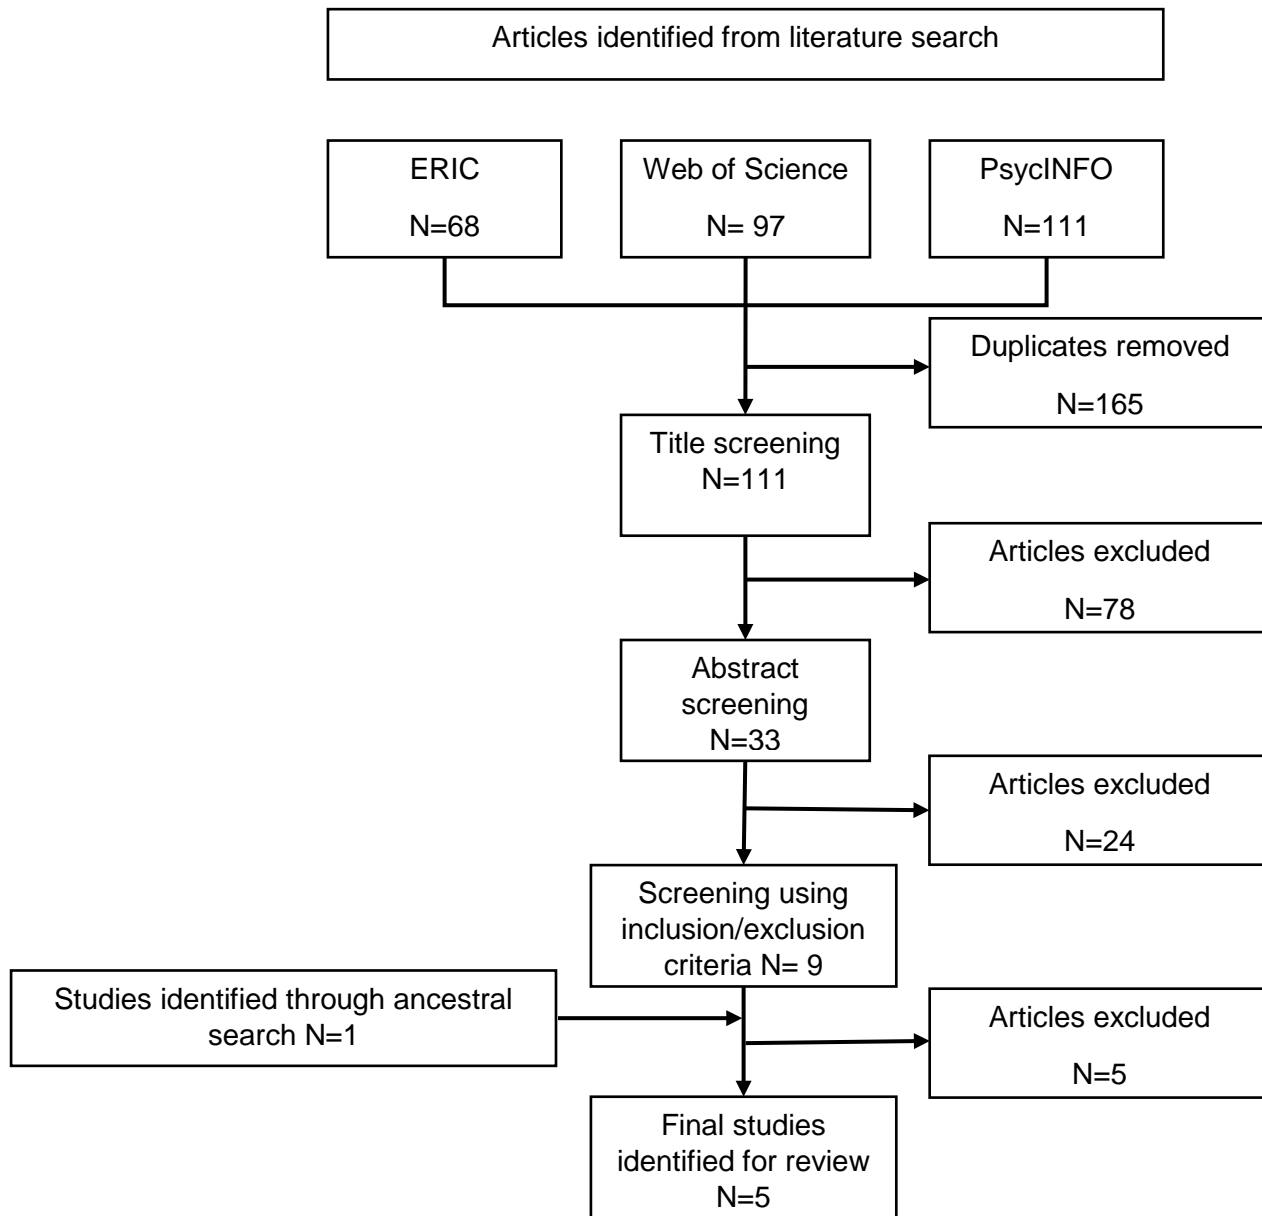 Articles identified from literature search
ERIC
N=68
Web of Science
N= 97
PsycINFO
N=111
Duplicates removed
N=165
Title screening
N=111
Articles excluded
N=78
Abstract
screening
N=33
Articles excluded
N=24
Screening using
inclusion/exclusion
criteria N= 9
Studies identified through ancestral
search N=1
Articles excluded
N=5
Final studies
identified for review
N=5